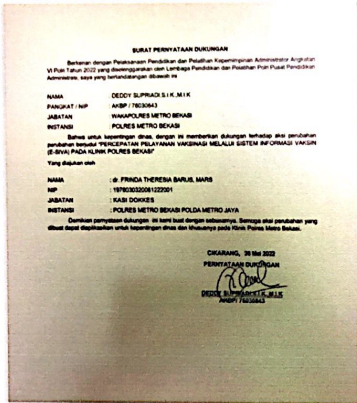 SURAT PERNYATAAN DUKUNGAN
Berkenan dengan Pelaksanaan Pendidikan dan Pelatihan Kepemimpinan Administrator Angkatan
VI Polri Tahun 2022 yang diselenggarakan oleh Lembaga Pendidikan dan Pelatihan Polri Pusat Pendidikan
Administrasi, saya yang bertandatangan dibawah ini
NAMA : DEDDY SUPRIADI S.I.K.,M.I.K
PANGKAT / NIP : AKBP / 76030843
JABATAN : WAKAPOLRES METRO BEKASI
INSTANSI : POLRES METRO BEKASI
Bahwa untuk kepentingan dinas, dengan ini memberikan dukungan terhadap aksi perubahan
perubahan berjudul "PERCEPATAN PELAYANAN VAKSINASI MELALUI SISTEM INFORMASI VAKSIN
(E-SIVA) PADA KLINIK POLRES BEKASI"
Yang diajukan oleh
NAMA : dr. FRINDA THERESIA BARUS, MARS
NIP
JABATAN : KASI DOKKES
INSTANSI : POLRES METRO BEKASI POLDA METRO JAYA
Demikian pernyataan dukungan ini kami buat dengan sebenarnya. Semoga aksi perubahan yang
dibuat dapat diaplikasikan untuk kepentingan dinas dan khususnya pada Klinik Polres Metro Bekasi.
CIKARANG, Mei 2022
PERNYATAAN DUKUNGAN
DEDDY SUPRIADI S.I.K.,M.I.K
AKBP/ 76030843